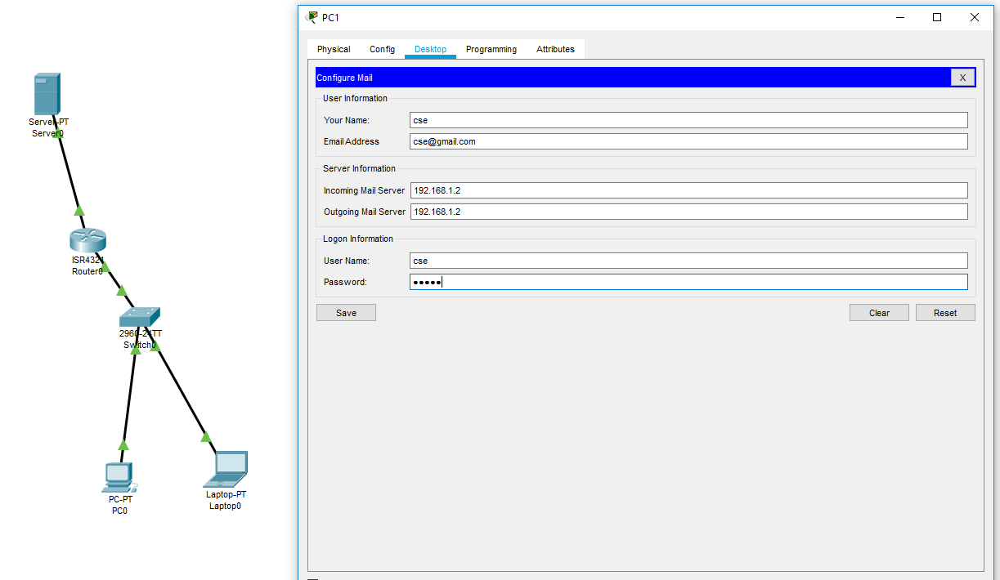 PC1
Physical Config Desktop Programming Attributes
Configure Mail X
User Information
Your Name: cse
Email Address cse@gmail.com
Server Information
Incoming Mail Server 192.168.1.2
Outgoing Mail Server 192.168.1.2
Logon Information
User Name: cse
Password: •••••
Save Clear Reset
Server-PT
Server0
ISR4321
Router0
2960-24TT
Switch0
PC-PT
PC0
Laptop-PT
Laptop0